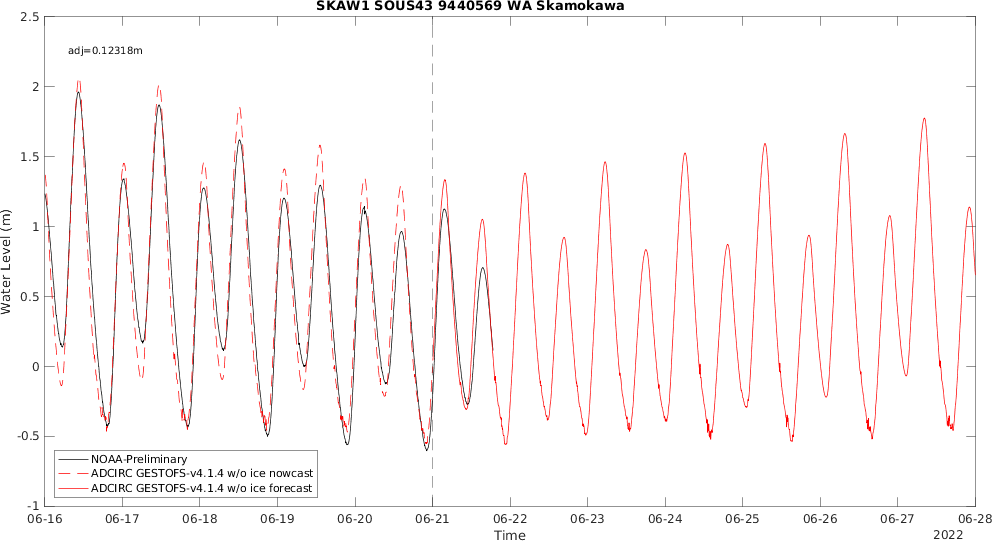 SKAW1 SOUS43 9440569 WA Skamokawa
adj=0.12318m
2.5
2
1.5
1
0.5
0
-0.5
-1
Water Level (m)
NOAA-Preliminary
ADCIRC GESTOFS-v4.1.4 w/o ice nowcast
ADCIRC GESTOFS-v4.1.4 w/o ice forecast
06-16 06-17 06-18 06-19 06-20 06-21 06-22 06-23 06-24 06-25 06-26 06-27 06-28
Time
2022